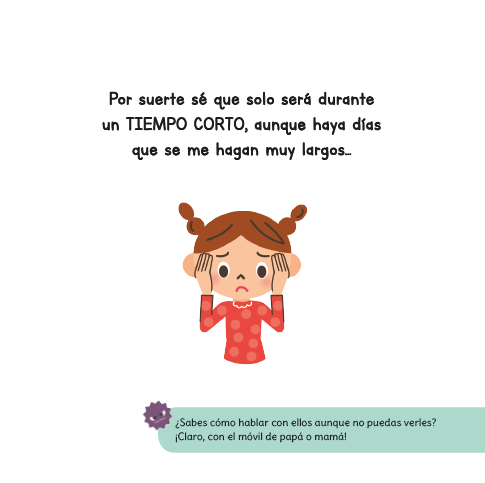 Por suerte sé que solo será durante
un TIEMPO CORTO, aunque haya días
que se me hagan muy largos...
¿Sabes cómo hablar con ellos aunque no puedas verles?
¡Claro, con el móvil de papá o mamá!